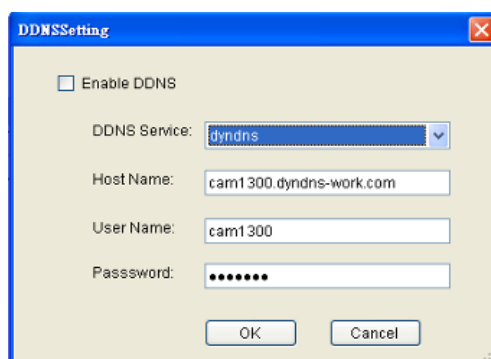 DDNSSetting
Enable DDNS
DDNS Service: dyndns
Host Name: cam1300.dyndns-work.com
User Name: cam1300
Passsword: •••••••
OK Cancel